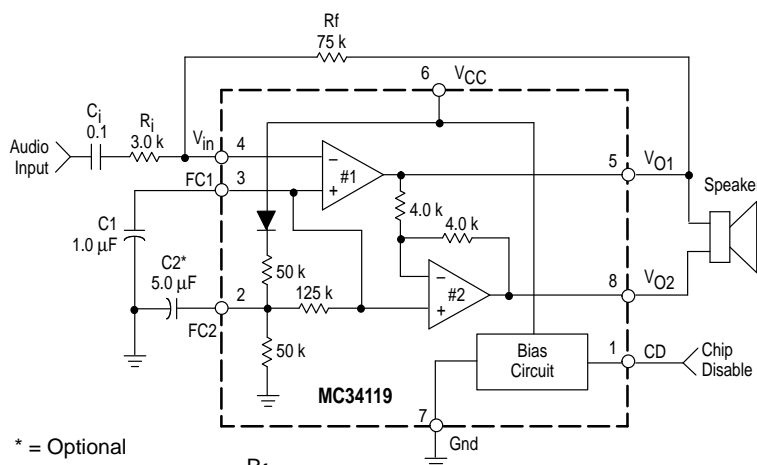 Rf
75 k
6
VCC
Ci
0.1
Ri
3.0 k
Audio
Input
Vin
4
−
#1
+
5
VO1
Speaker
FC1
3
4.0 k
4.0 k
C1
1.0 μF
C2*
5.0 μF
50 k
−
#2
+
2
125 k
8
VO2
FC2
50 k
Bias
Circuit
1
CD
Chip
Disable
MC34119
7
Gnd
* = Optional